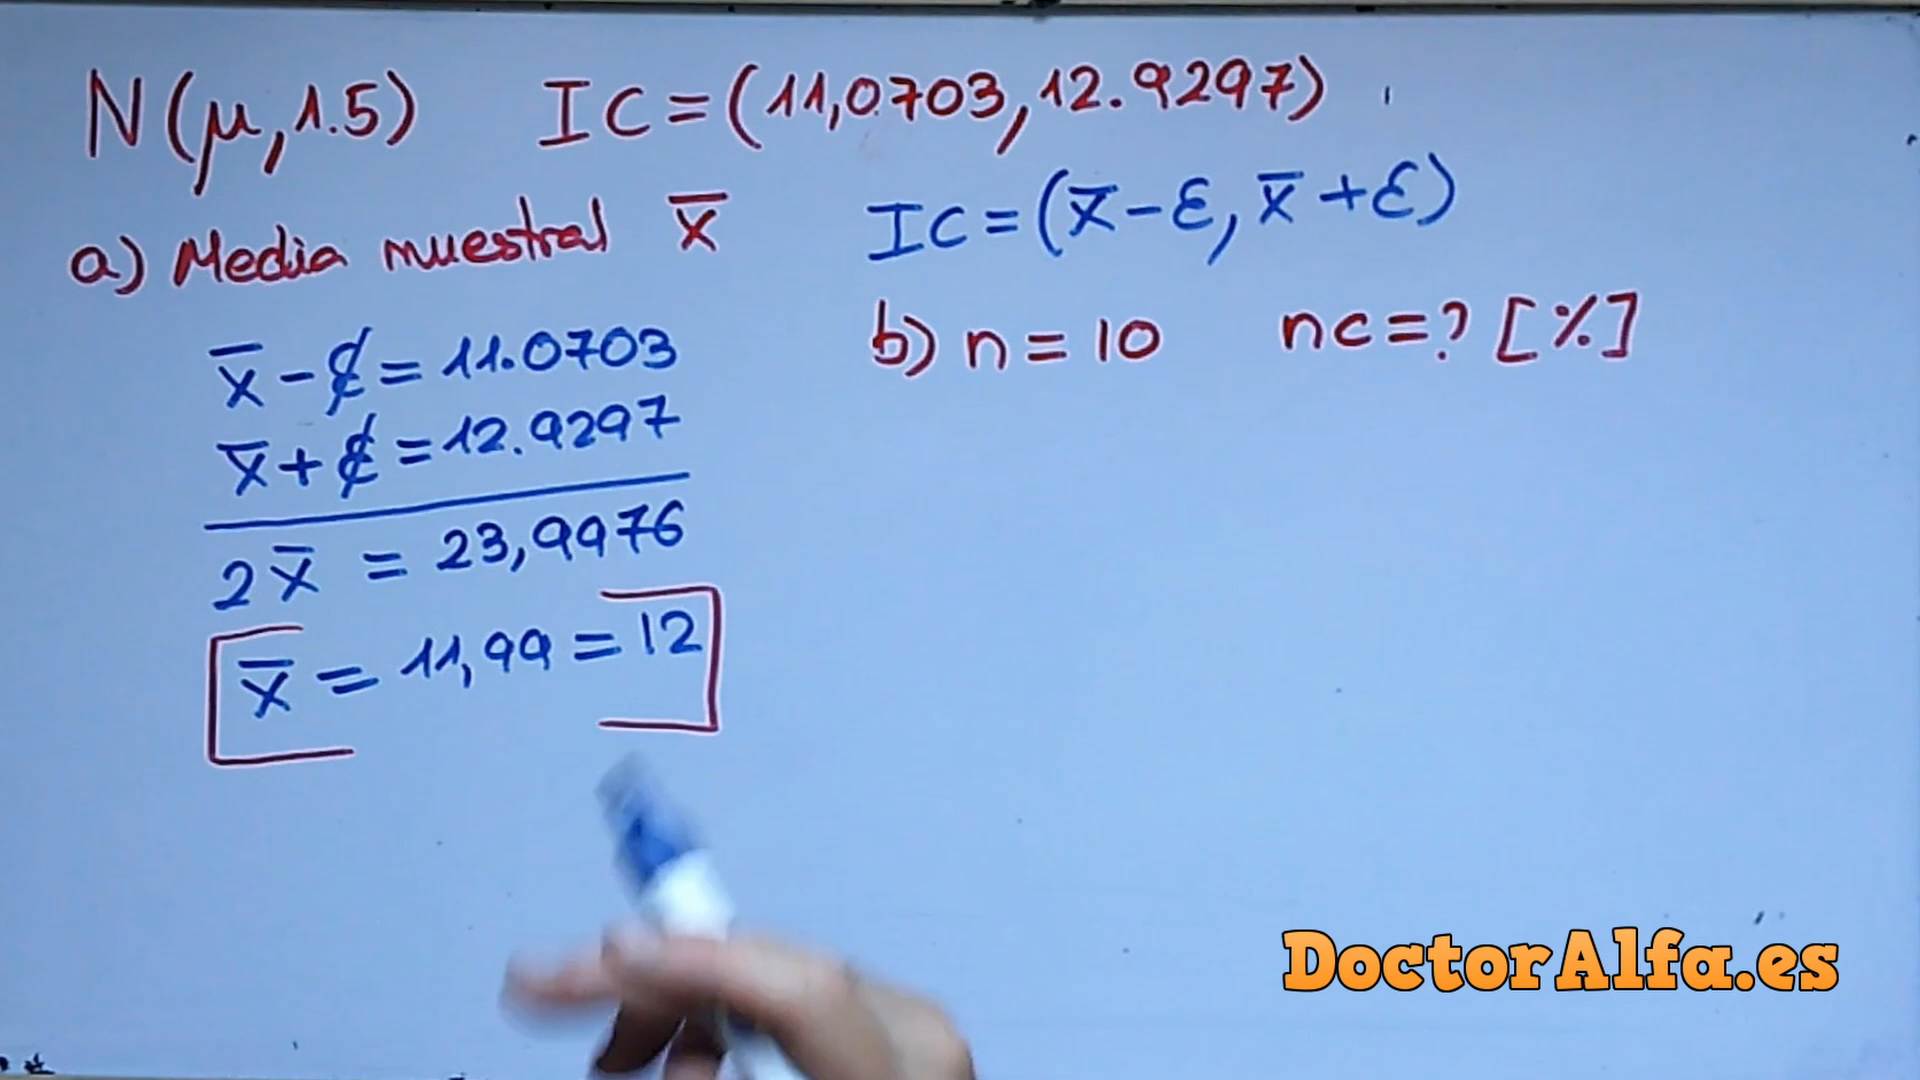 N(μ,1.5) IC=(11,0703,12.9297)
a) Media muestral x̄
IC=(x̄-ε, x̄+ε)
x̄-ε=11.0703
x̄+ε=12.9297
2x̄ = 23,9976
x̄ = 11,99=12
b) n=10 nc=? [%]
DoctorAlfa.es